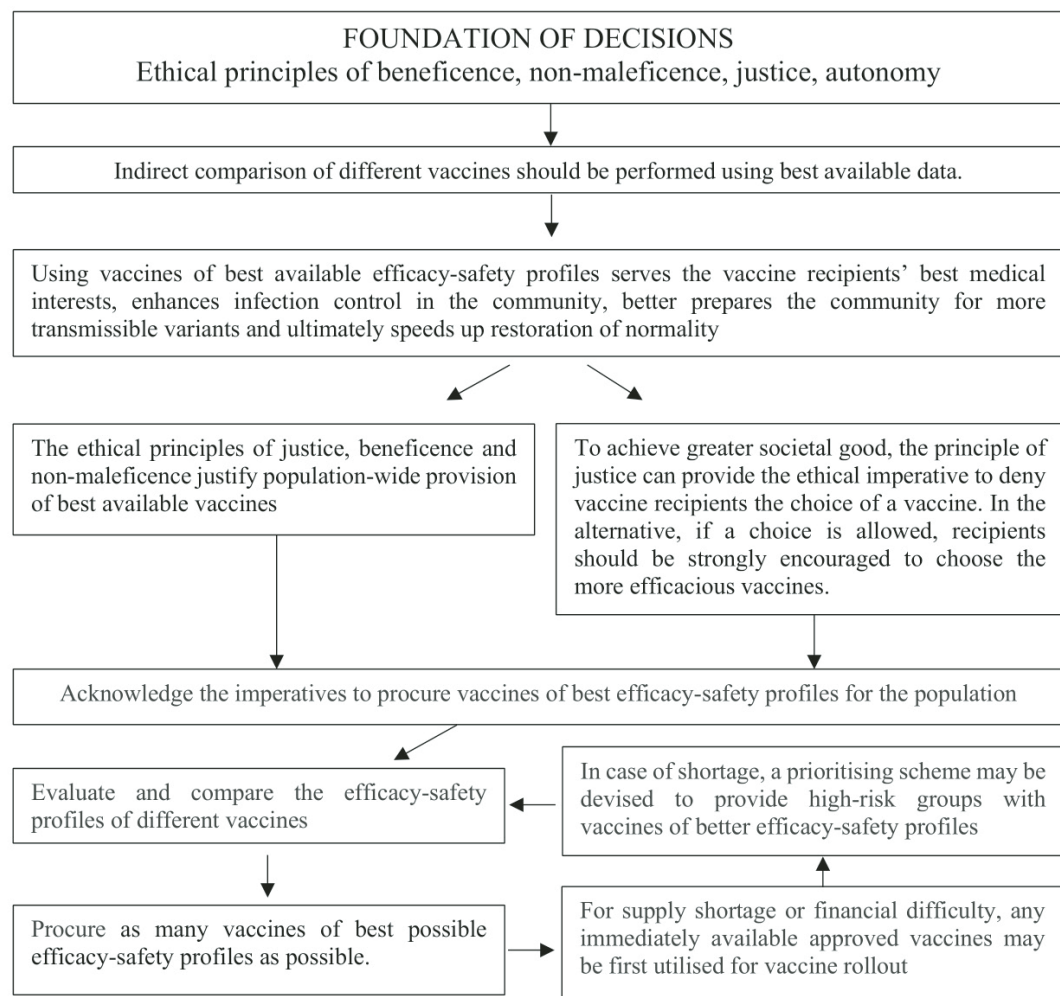 FOUNDATION OF DECISIONS
Ethical principles of beneficence, non-maleficence, justice, autonomy
Indirect comparison of different vaccines should be performed using best available data.
Using vaccines of best available efficacy-safety profiles serves the vaccine recipients’ best medical
interests, enhances infection control in the community, better prepares the community for more
transmissible variants and ultimately speeds up restoration of normality
The ethical principles of justice, beneficence and
non-maleficence justify population-wide provision
of best available vaccines
To achieve greater societal good, the principle of
justice can provide the ethical imperative to deny
vaccine recipients the choice of a vaccine. In the
alternative, if a choice is allowed, recipients
should be strongly encouraged to choose the
more efficacious vaccines.
Acknowledge the imperatives to procure vaccines of best efficacy-safety profiles for the population
Evaluate and compare the efficacy-safety
profiles of different vaccines
In case of shortage, a prioritising scheme may be
devised to provide high-risk groups with
vaccines of better efficacy-safety profiles
Procure as many vaccines of best possible
efficacy-safety profiles as possible.
For supply shortage or financial difficulty, any
immediately available approved vaccines may
be first utilised for vaccine rollout